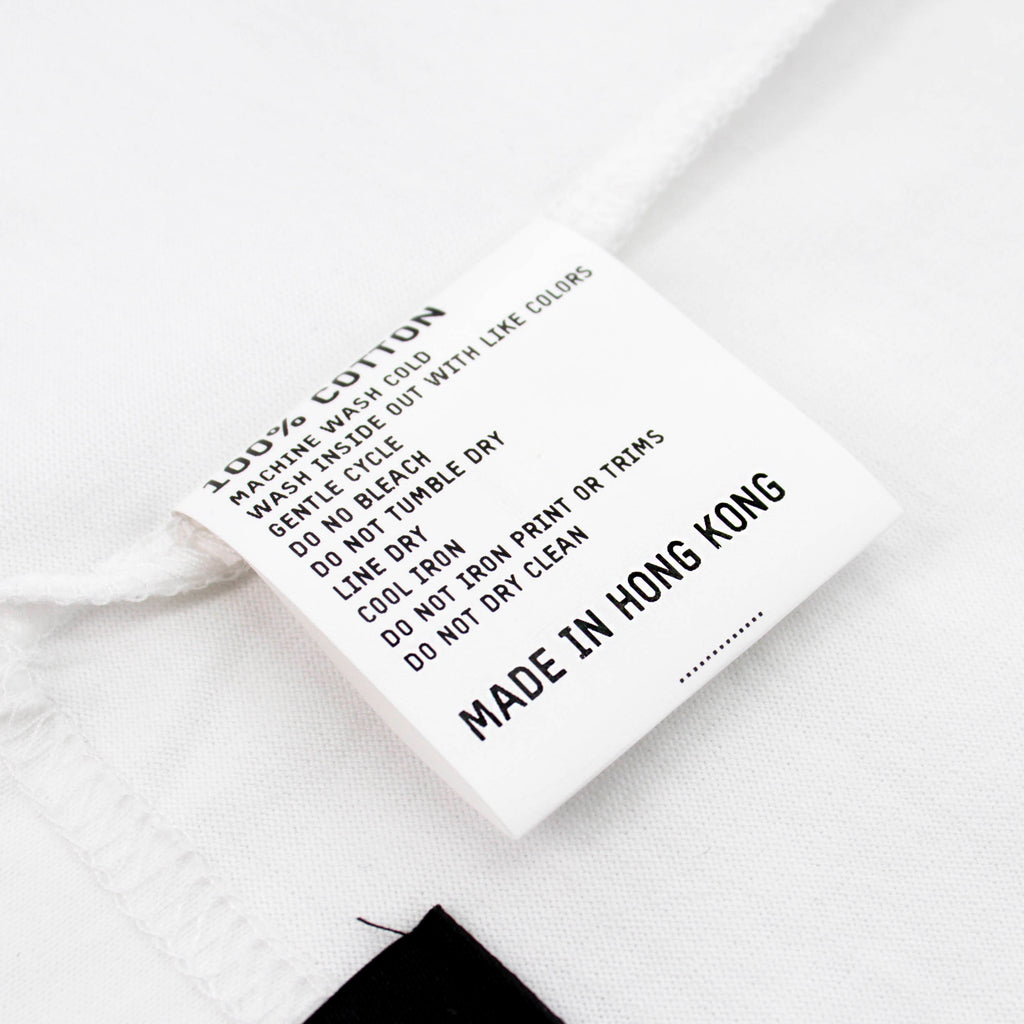 100% COTTON
MACHINE WASH COLD
WASH INSIDE OUT WITH LIKE COLORS
GENTLE CYCLE
DO NO BLEACH
DO NOT TUMBLE DRY
LINE DRY
COOL IRON
DO NOT IRON PRINT OR TRIMS
DO NOT DRY CLEAN
MADE IN HONG KONG
............